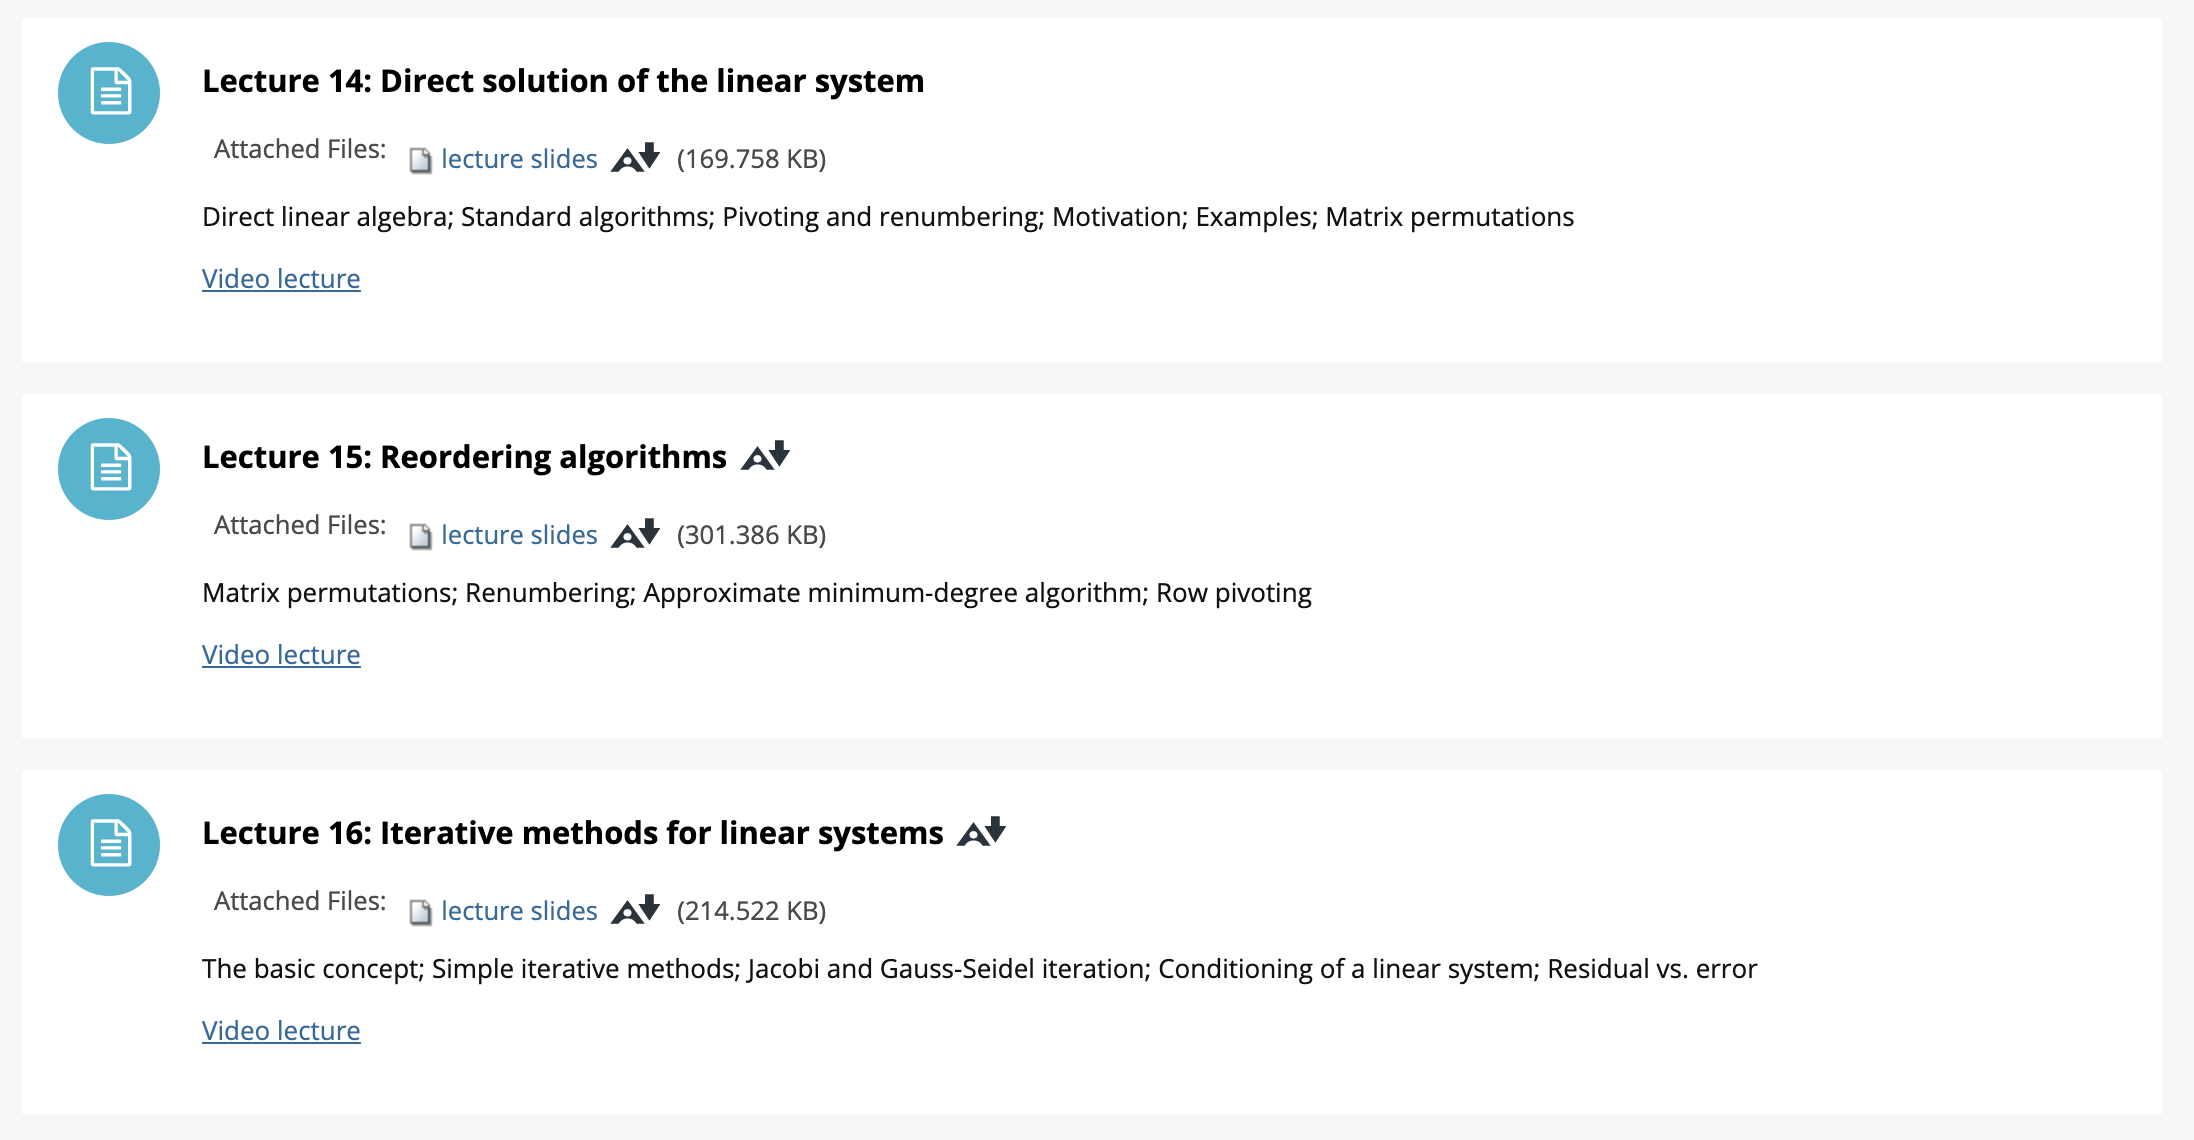 Lecture 14: Direct solution of the linear system
Attached Files: lecture slides (169.758 KB)
Direct linear algebra; Standard algorithms; Pivoting and renumbering; Motivation; Examples; Matrix permutations
Video lecture
Lecture 15: Reordering algorithms
Attached Files: lecture slides (301.386 KB)
Matrix permutations; Renumbering; Approximate minimum-degree algorithm; Row pivoting
Video lecture
Lecture 16: Iterative methods for linear systems
Attached Files: lecture slides (214.522 KB)
The basic concept; Simple iterative methods; Jacobi and Gauss-Seidel iteration; Conditioning of a linear system; Residual vs. error
Video lecture